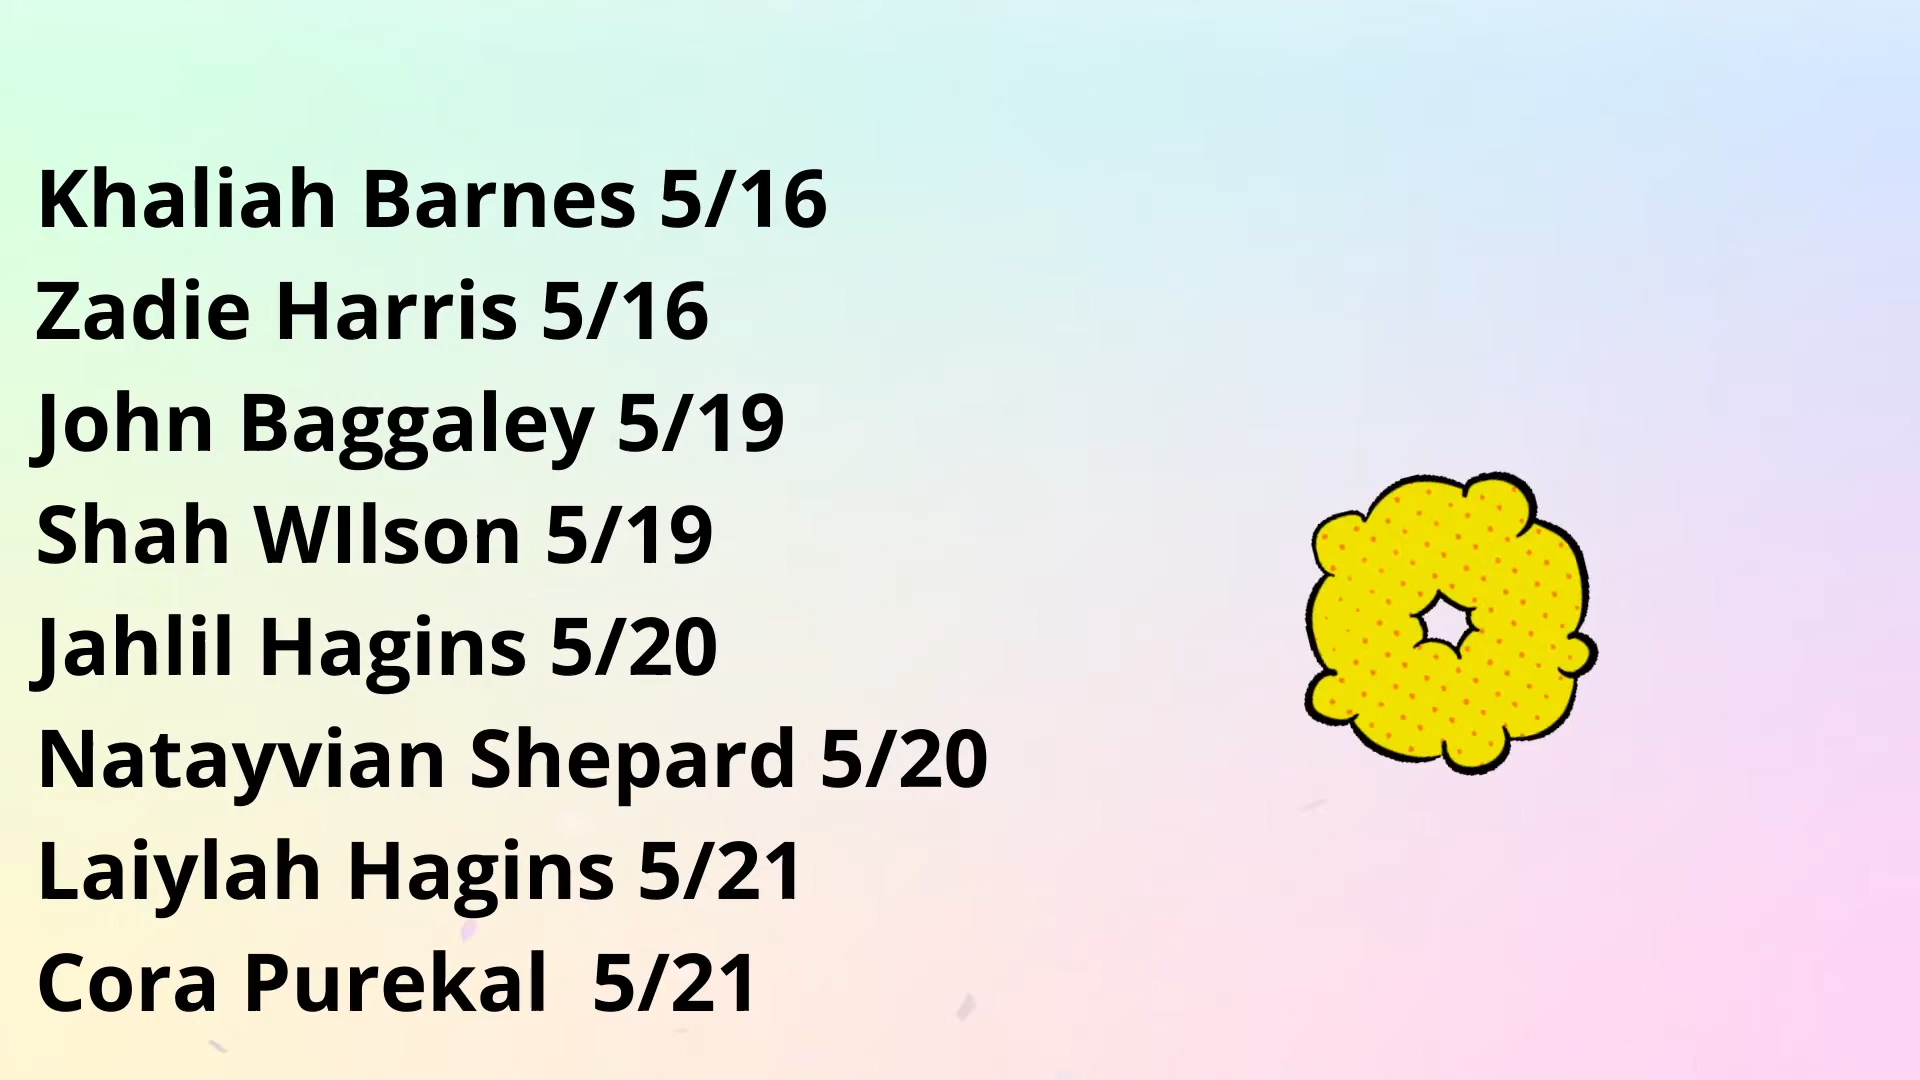 Khaliah Barnes 5/16
Zadie Harris 5/16
John Baggaley 5/19
Shah WIlson 5/19
Jahlil Hagins 5/20
Natayvian Shepard 5/20
Laiylah Hagins 5/21
Cora Purekal  5/21